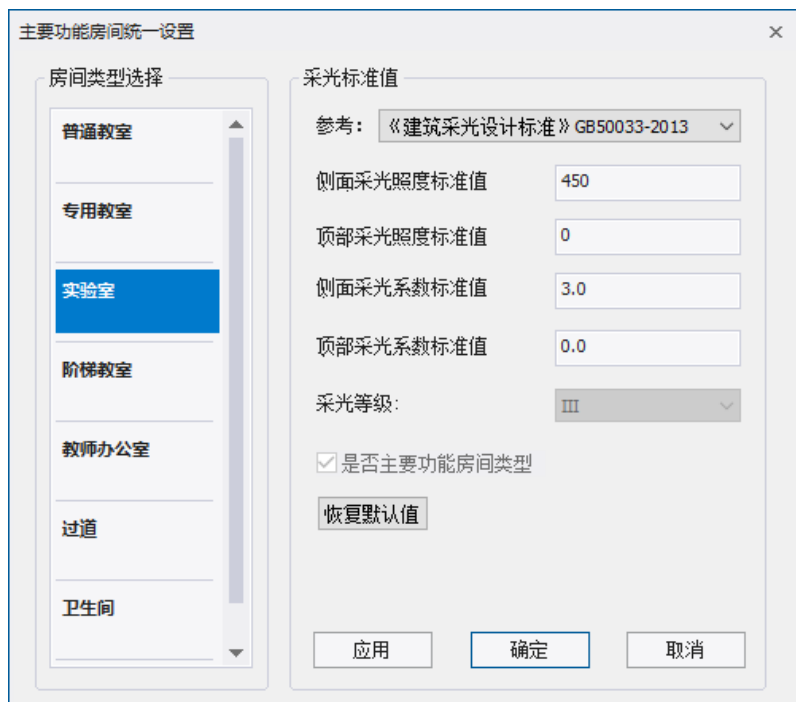 主要功能房间统一设置
房间类型选择
普通教室
专用教室
实验室
阶梯教室
教师办公室
过道
卫生间
采光标准值
参考： 《建筑采光设计标准》GB50033-2013
侧面采光照度标准值 450
顶部采光照度标准值 0
侧面采光系数标准值 3.0
顶部采光系数标准值 0.0
采光等级: III
是否主要功能房间类型
恢复默认值
应用 确定 取消